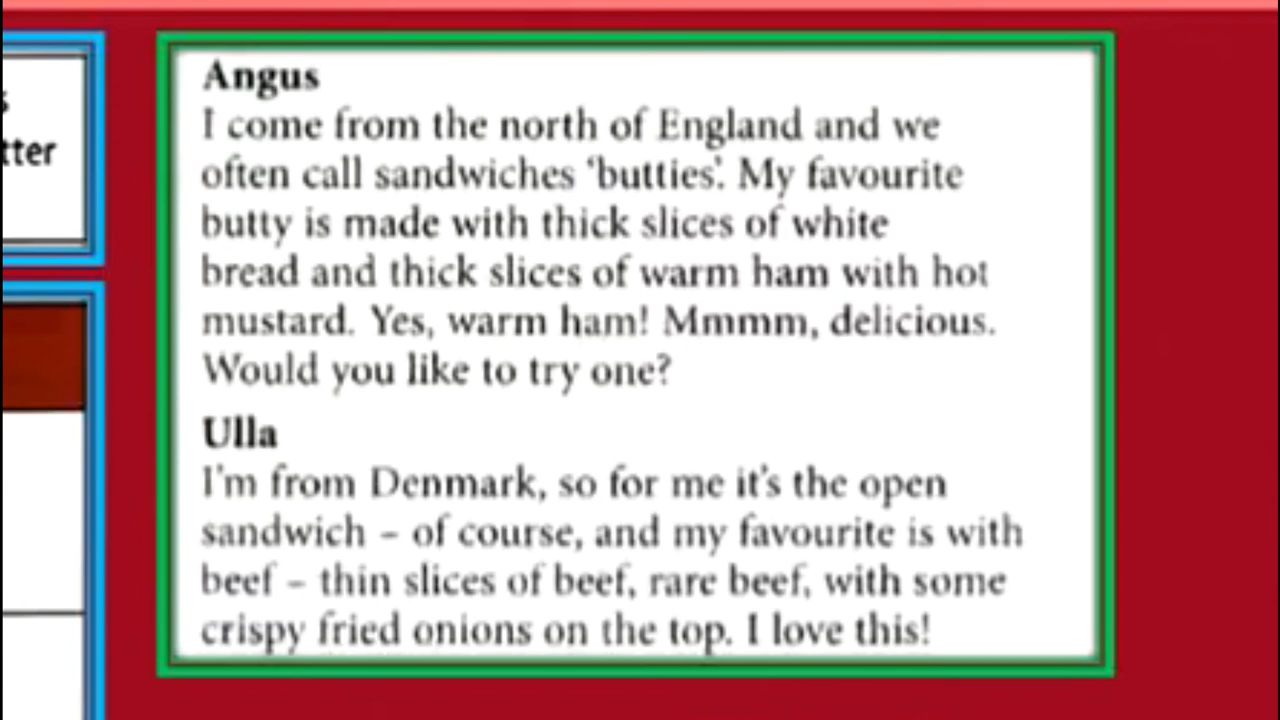 s
tter
Angus
I come from the north of England and we
often call sandwiches ‘butties’. My favourite
butty is made with thick slices of white
bread and thick slices of warm ham with hot
mustard. Yes, warm ham! Mmmm, delicious.
Would you like to try one?
Ulla
I’m from Denmark, so for me it’s the open
sandwich – of course, and my favourite is with
beef – thin slices of beef, rare beef, with some
crispy fried onions on the top. I love this!